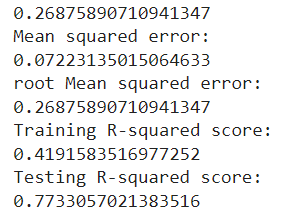 0.26875890710941347
Mean squared error:
0.07223135015064633
root Mean squared error:
0.26875890710941347
Training R-squared score:
0.4191583516977252
Testing R-squared score:
0.7733057021383516